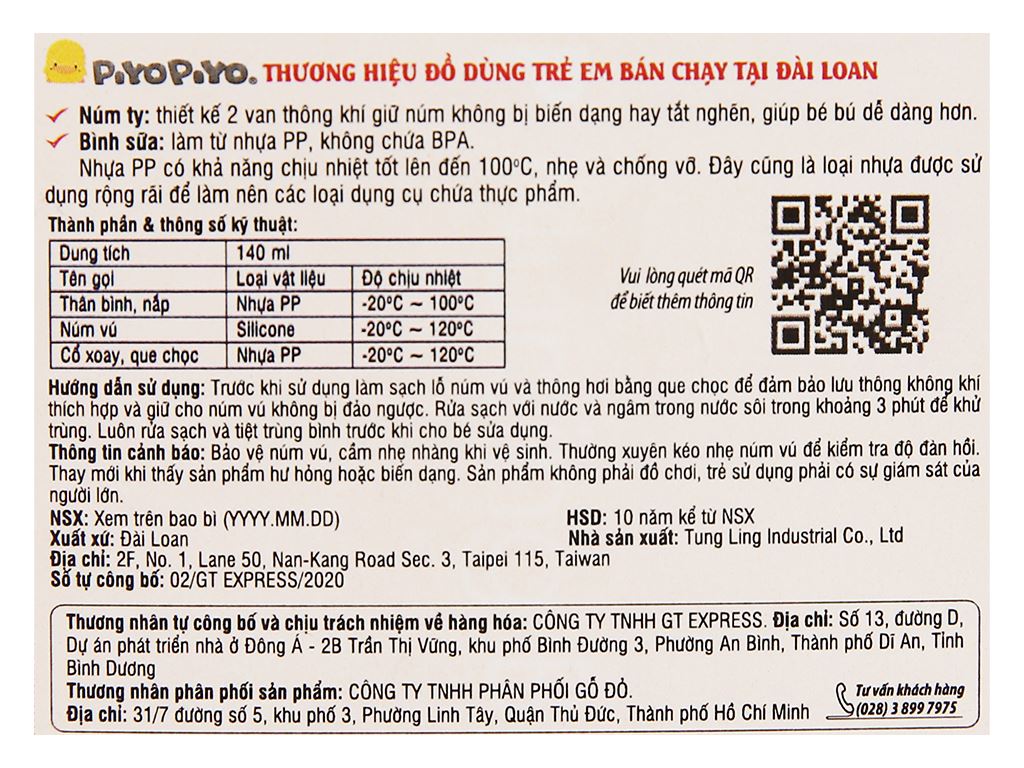 PiYOPiYO® THƯƠNG HIỆU ĐỒ DÙNG TRẺ EM BÁN CHẠY TẠI ĐÀI LOAN
Núm ty: thiết kế 2 van thông khí giữ núm không bị biến dạng hay tắt nghẽn, giúp bé bú dễ dàng hơn.
Bình sữa: làm từ nhựa PP, không chứa BPA.
Nhựa PP có khả năng chịu nhiệt tốt lên đến 100ºC, nhẹ và chống vỡ. Đây cũng là loại nhựa được sử
dụng rộng rãi để làm nên các loại dụng cụ chứa thực phẩm.
Thành phần & thông số kỹ thuật:
Dung tích 140 ml
Tên gọi Loại vật liệu Độ chịu nhiệt
Thân bình, nắp Nhựa PP -20ºC ~ 100ºC
Núm vú Silicone -20ºC ~ 120ºC
Cổ xoay, que chọc Nhựa PP -20ºC ~ 120ºC
Vui lòng quét mã QR
để biết thêm thông tin
Hướng dẫn sử dụng: Trước khi sử dụng làm sạch lỗ núm vú và thông hơi bằng que chọc để đảm bảo lưu thông không khí
thích hợp và giữ cho núm vú không bị đảo ngược. Rửa sạch với nước và ngâm trong nước sôi trong khoảng 3 phút để khử
trùng. Luôn rửa sạch và tiệt trùng bình trước khi cho bé sửa dụng.
Thông tin cảnh báo: Bảo vệ núm vú, cầm nhẹ nhàng khi vệ sinh. Thường xuyên kéo nhẹ núm vú để kiểm tra độ đàn hồi.
Thay mới khi thấy sản phẩm hư hỏng hoặc biến dạng. Sản phẩm không phải đồ chơi, trẻ sử dụng phải có sự giám sát của
người lớn.
NSX: Xem trên bao bì (YYYY.MM.DD) HSD: 10 năm kể từ NSX
Xuất xứ: Đài Loan Nhà sản xuất: Tung Ling Industrial Co., Ltd
Địa chỉ: 2F, No. 1, Lane 50, Nan-Kang Road Sec. 3, Taipei 115, Taiwan
Số tự công bố: 02/GT EXPRESS/2020
Thương nhân tự công bố và chịu trách nhiệm về hàng hóa: CÔNG TY TNHH GT EXPRESS. Địa chỉ: Số 13, đường D,
Dự án phát triển nhà ở Đông Á - 2B Trần Thị Vững, khu phố Bình Đường 3, Phường An Bình, Thành phố Dĩ An, Tỉnh
Bình Dương
Thương nhân phân phối sản phẩm: CÔNG TY TNHH PHÂN PHỐI GÕ ĐỎ.
Địa chỉ: 31/7 đường số 5, khu phố 3, Phường Linh Tây, Quận Thủ Đức, Thành phố Hồ Chí Minh
Tư vấn khách hàng
(028) 3 899 7975